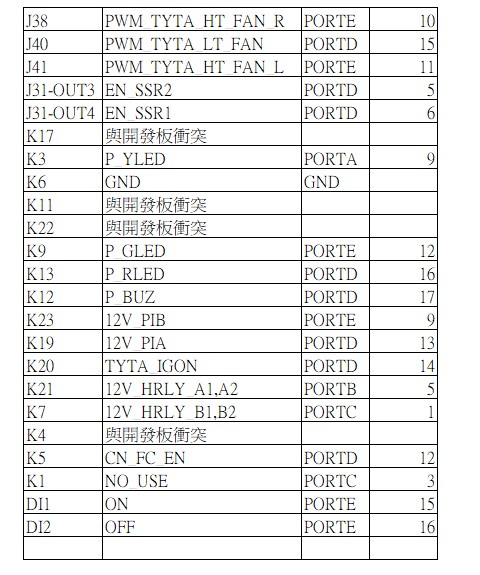 J38 PWM_TYTA_HT_FAN_R PORTE 10
J40 PWM_TYTA_LT_FAN PORTD 15
J41 PWM_TYTA_HT_FAN_L PORTE 11
J31-OUT3 EN_SSR2 PORTD 5
J31-OUT4 EN_SSR1 PORTD 6
K17 與開發板衝突
K3 P_YLED PORTA 9
K6 GND GND
K11 與開發板衝突
K22 與開發板衝突
K9 P_GLED PORTE 12
K13 P_RLED PORTD 16
K12 P_BUZ PORTD 17
K23 12V_PIB PORTE 9
K19 12V_PIA PORTD 13
K20 TYTA_IGON PORTD 14
K21 12V_HRLY_A1,A2 PORTB 5
K7 12V_HRLY_B1,B2 PORTC 1
K4 與開發板衝突
K5 CN_FC_EN PORTD 12
K1 NO_USE PORTC 3
DI1 ON PORTE 15
DI2 OFF PORTE 16